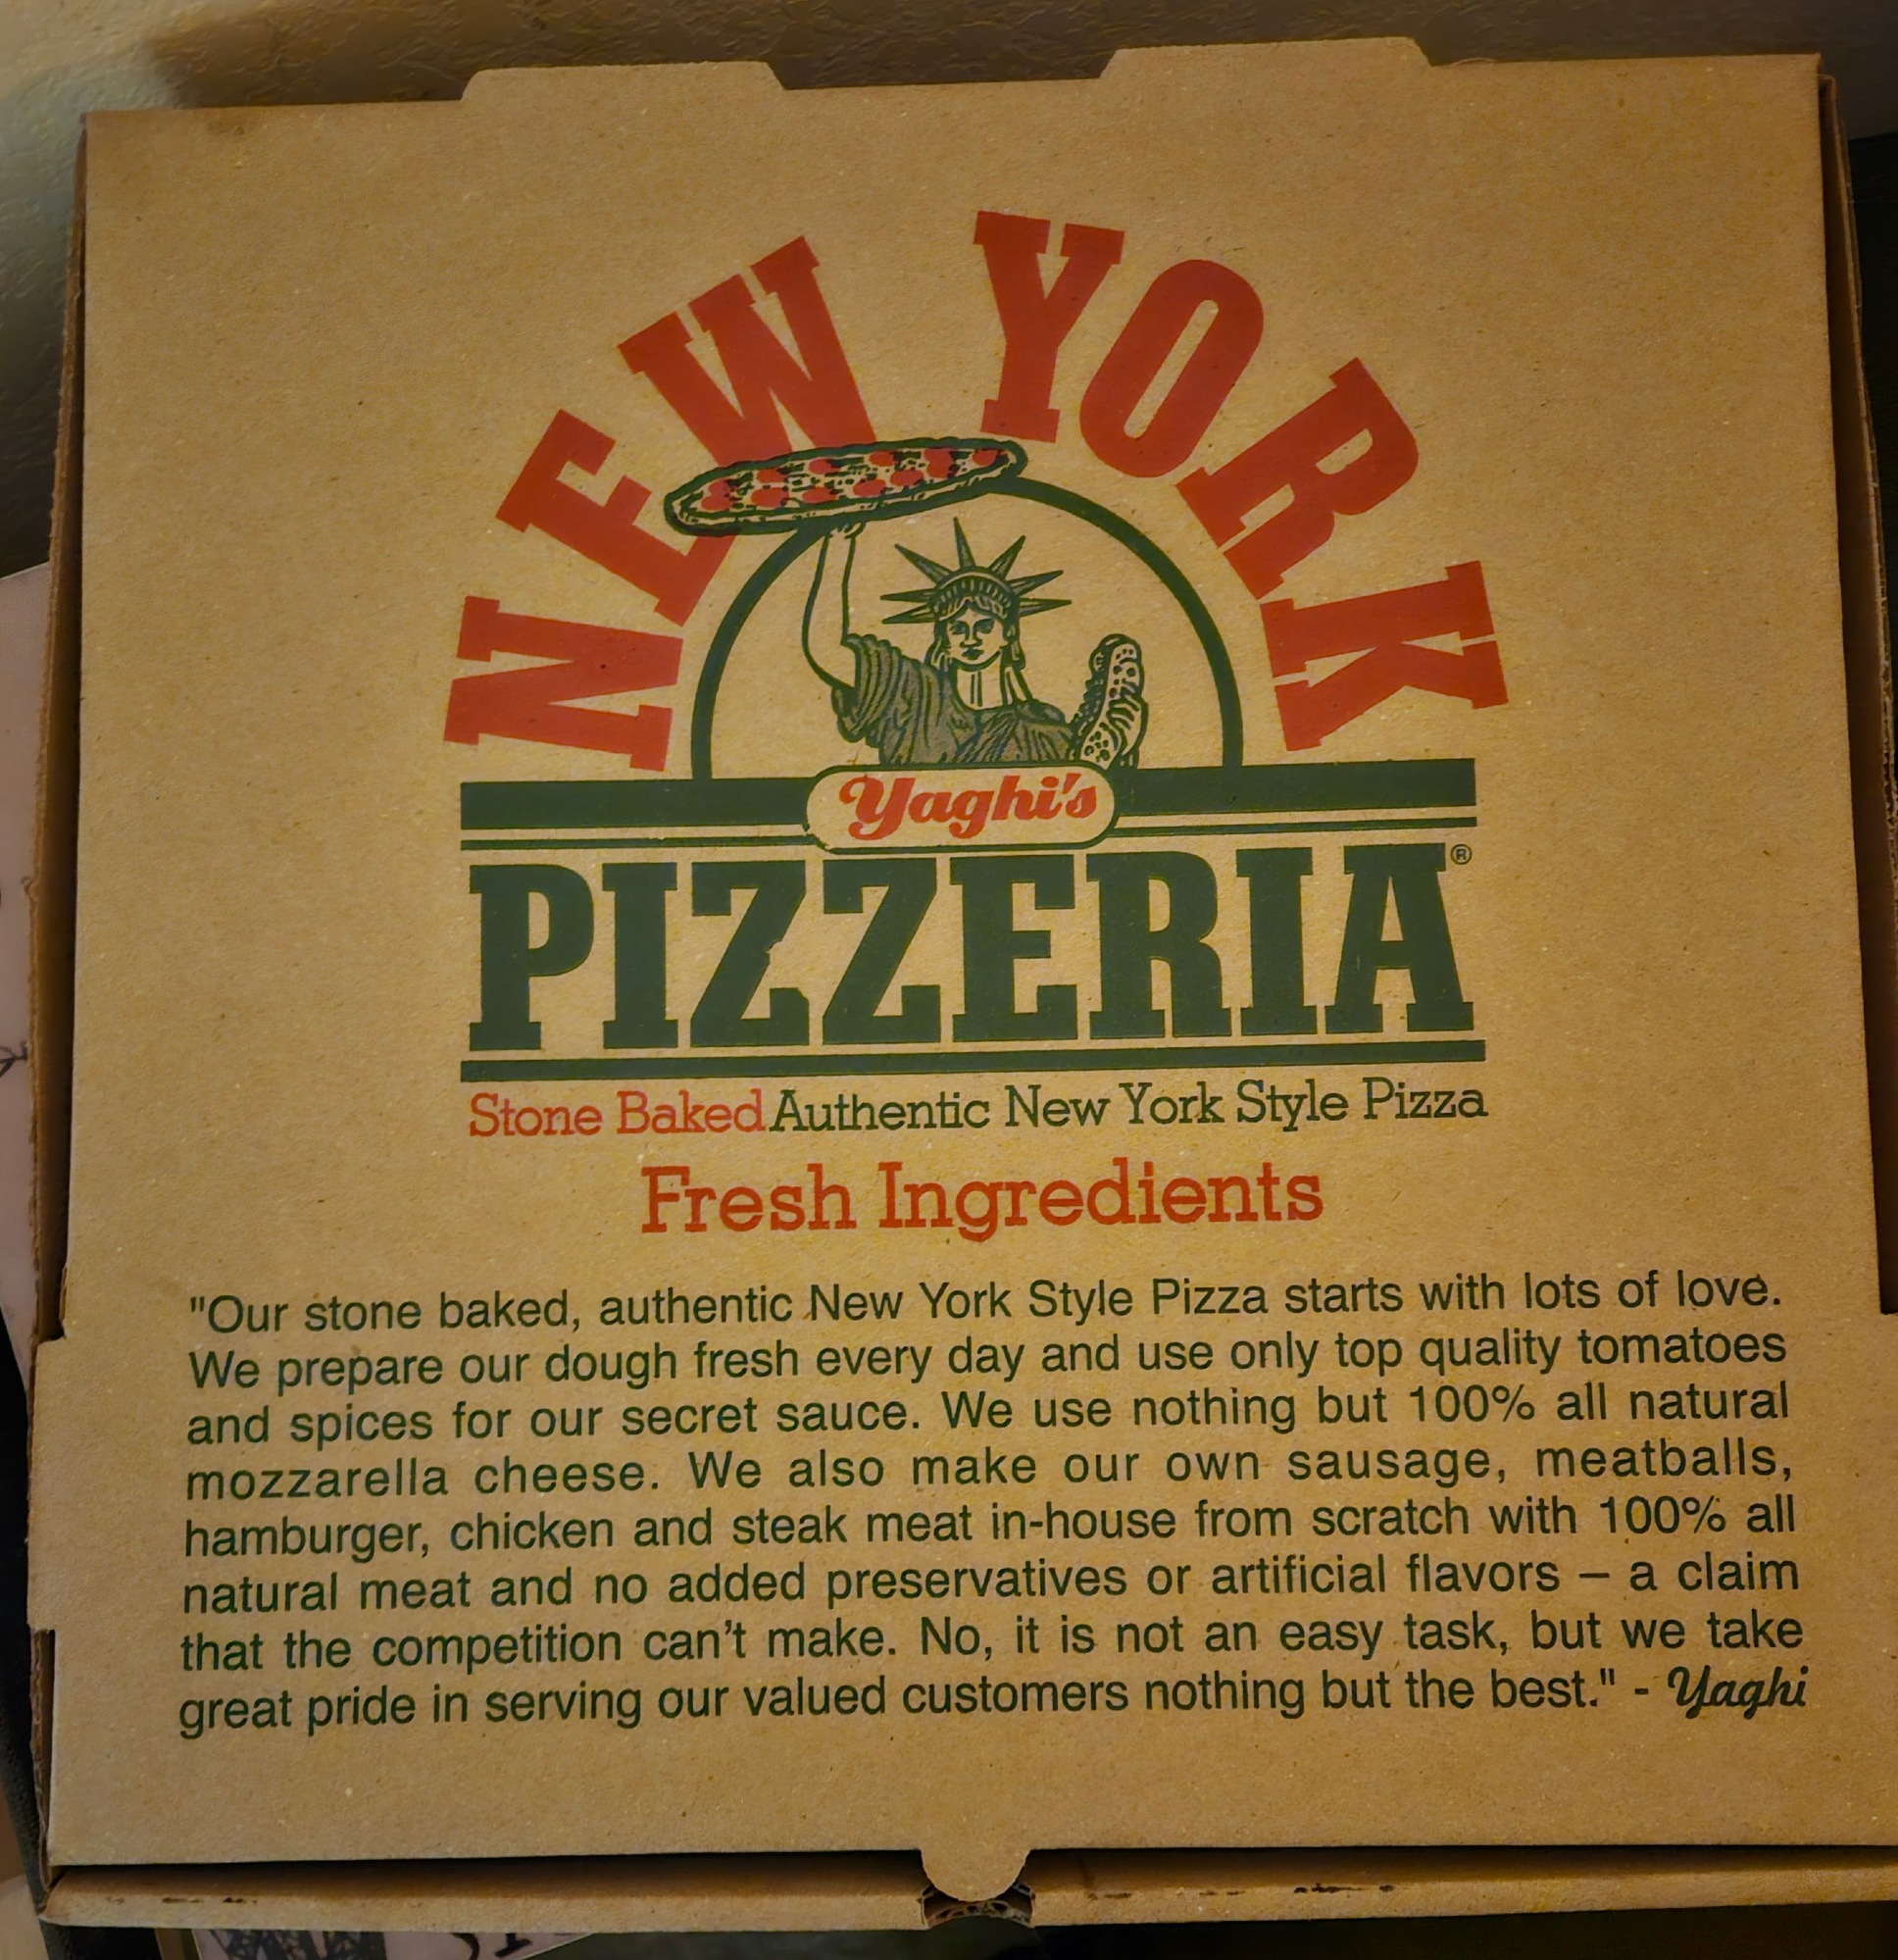 NEW YORK
Yaghi's
PIZZERIA®
Stone Baked Authentic New York Style Pizza
Fresh Ingredients
"Our stone baked, authentic New York Style Pizza starts with lots of love.
We prepare our dough fresh every day and use only top quality tomatoes
and spices for our secret sauce. We use nothing but 100% all natural
mozzarella cheese. We also make our own sausage, meatballs,
hamburger, chicken and steak meat in-house from scratch with 100% all
natural meat and no added preservatives or artificial flavors – a claim
that the competition can't make. No, it is not an easy task, but we take
great pride in serving our valued customers nothing but the best." - Yaghi